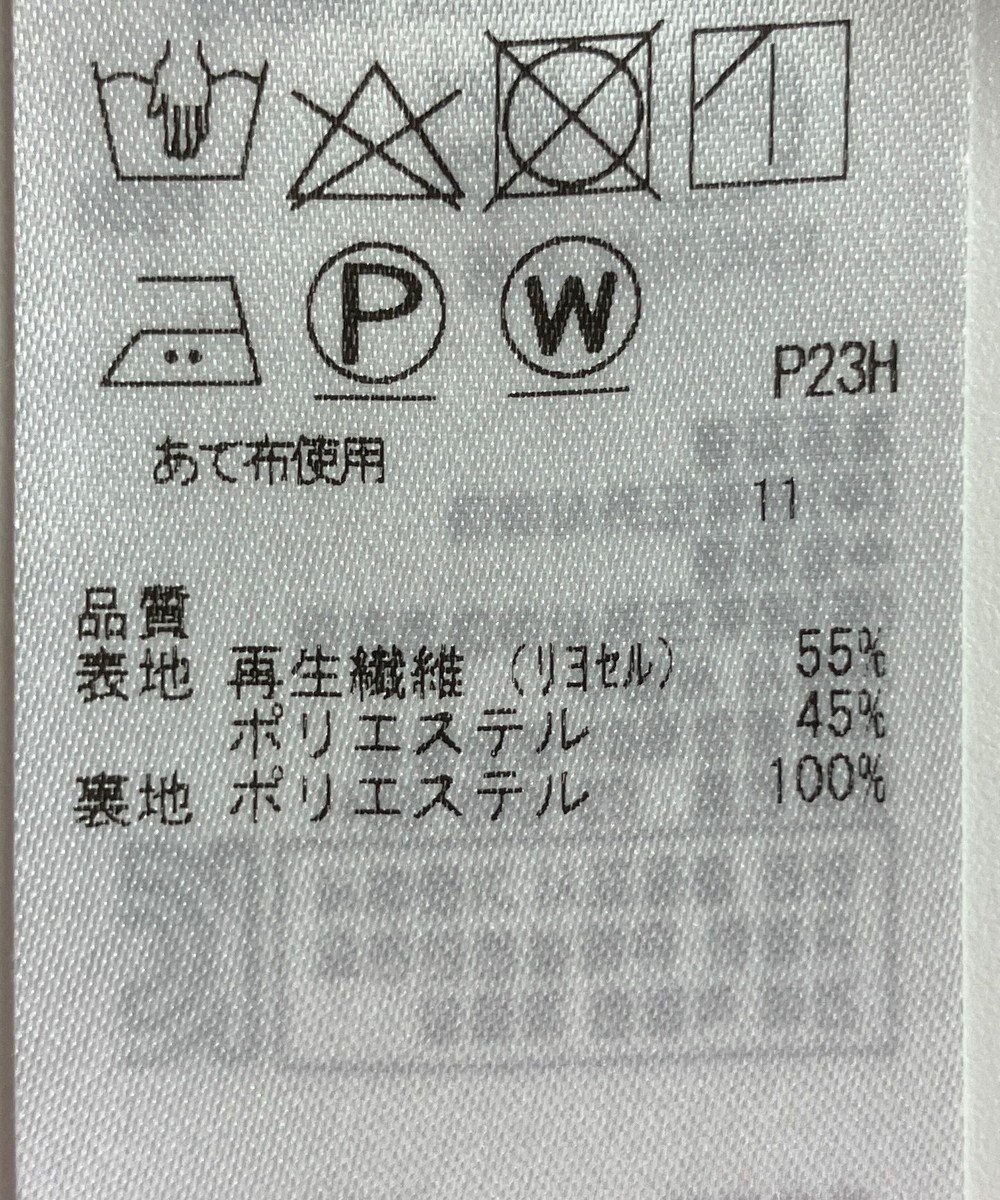 P W
P23H
あて布使用
11
品質
表地 再生繊維 (リヨセル) 55%
ポリエステル 45%
裏地 ポリエステル 100%